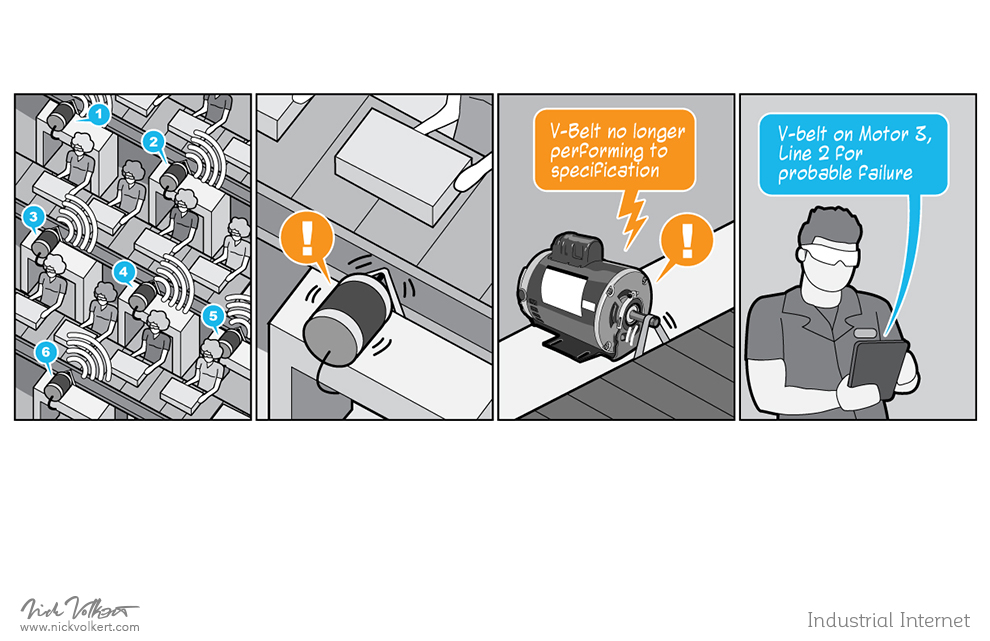 1
2
3
4
5
6
!
V-Belt no longer
performing to
specification
!
V-belt on Motor 3,
Line 2 for
probable failure
Nick Volkert
www.nickvolkert.com
Industrial Internet